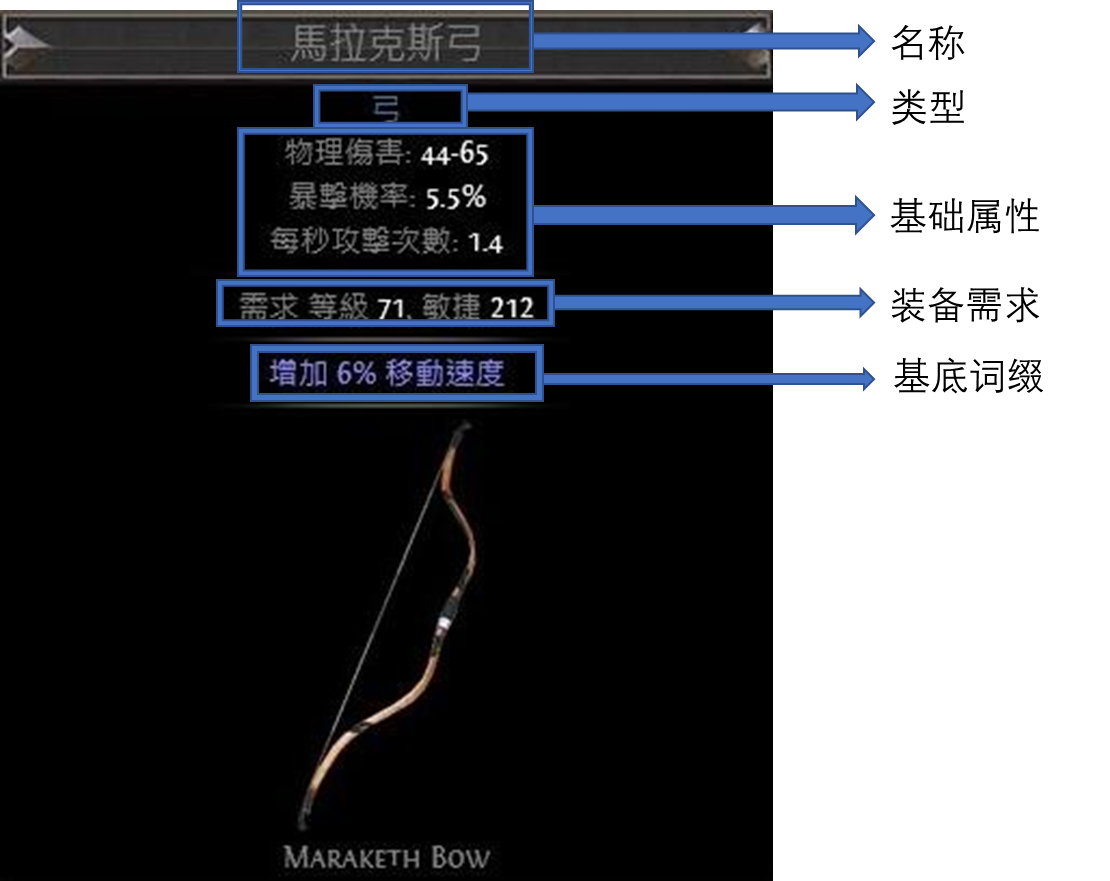 馬拉克斯弓
名称
弓
类型
物理傷害: 44-65
暴擊機率: 5.5%
每秒攻擊次數: 1.4
基础属性
需求 等級 71, 敏捷 212
装备需求
增加 6% 移動速度
基底词缀
MARAKETH BOW